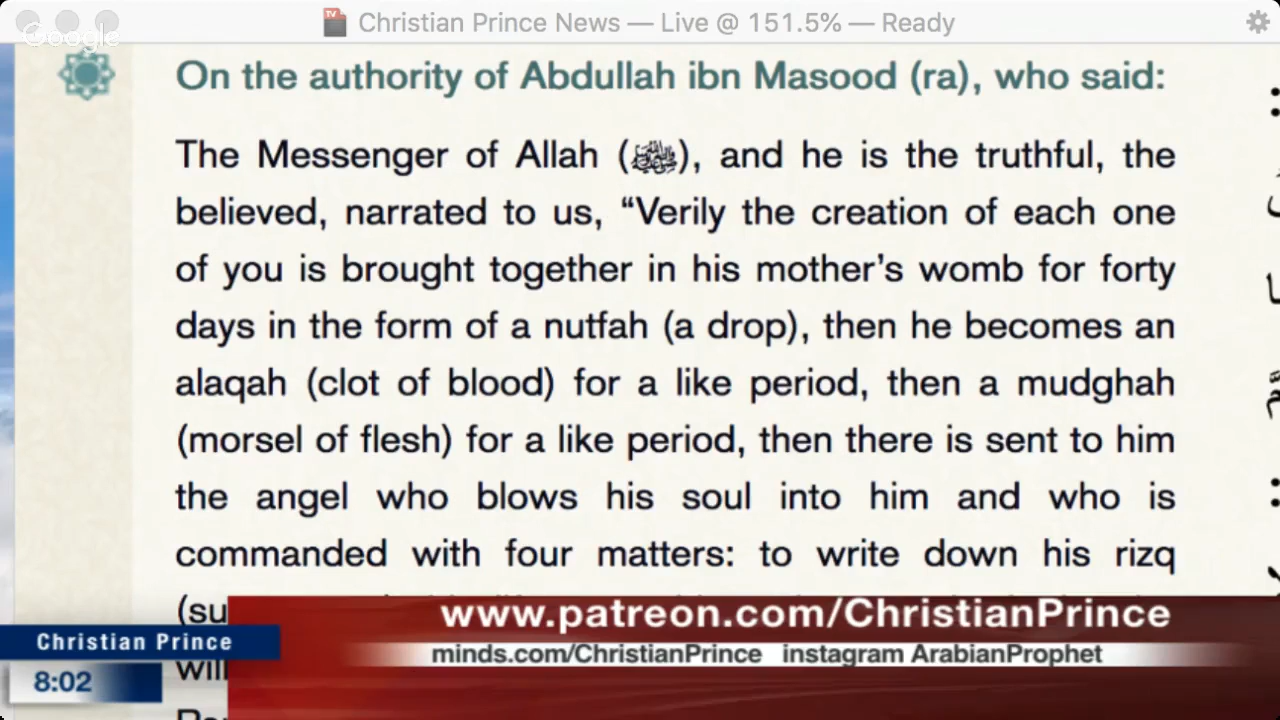 Christian Prince News — Live @ 151.5% — Ready
Google
On the authority of Abdullah ibn Masood (ra), who said:
The Messenger of Allah (ﷺ), and he is the truthful, the
believed, narrated to us, “Verily the creation of each one
of you is brought together in his mother’s womb for forty
days in the form of a nutfah (a drop), then he becomes an
alaqah (clot of blood) for a like period, then a mudghah
(morsel of flesh) for a like period, then there is sent to him
the angel who blows his soul into him and who is
commanded with four matters: to write down his rizq
www.patreon.com/ChristianPrince
Christian Prince
minds.com/ChristianPrince instagram ArabianProphet
8:02